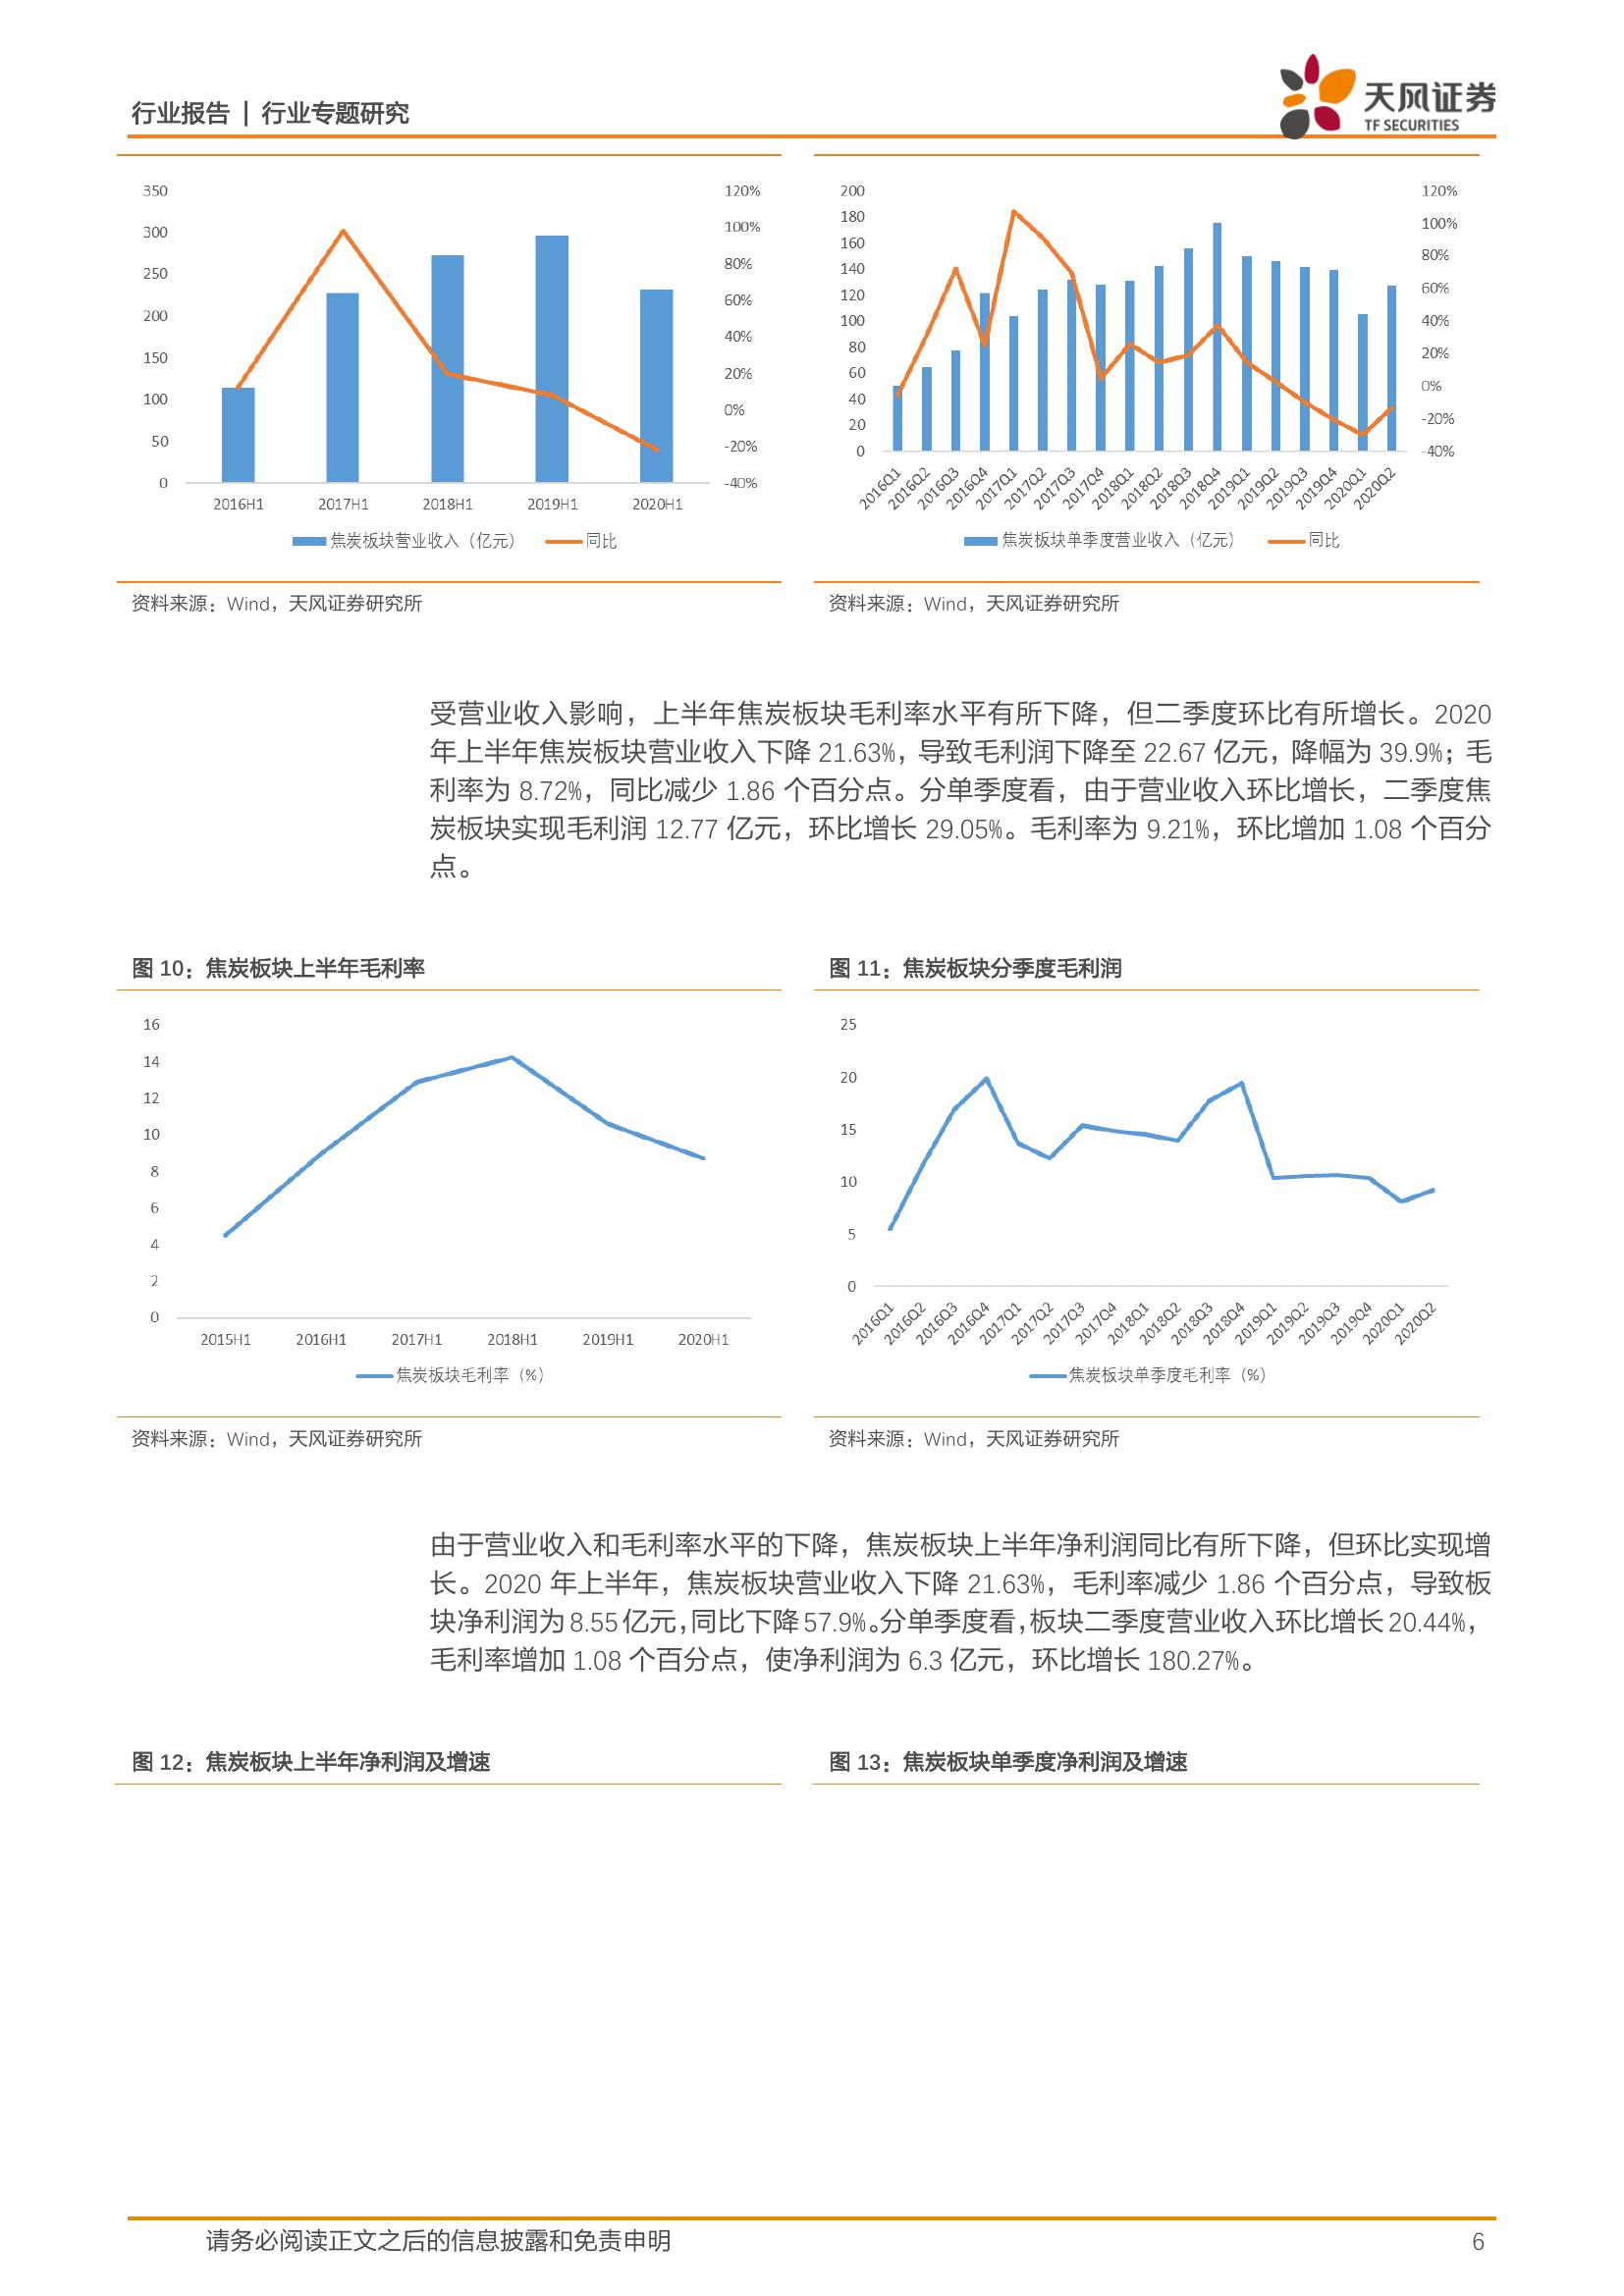 行业报告 | 行业专题研究
天风证券
TF SECURITIES
350
300
250
200
150
100
50
0
120%
100%
80%
60%
40%
20%
0%
-20%
-40%
2016H1 2017H1 2018H1 2019H1 2020H1
焦炭板块营业收入（亿元） 同比
200
180
160
140
120
100
80
60
40
20
0
120%
100%
80%
60%
40%
20%
0%
-20%
-40%
2016Q1 2016Q2 2016Q3 2016Q4 2017Q1 2017Q2 2017Q3 2017Q4 2018Q1 2018Q2 2018Q3 2018Q4 2019Q1 2019Q2 2019Q3 2019Q4 2020Q1 2020Q2
焦炭板块单季度营业收入（亿元） 同比
资料来源：Wind，天风证券研究所
资料来源：Wind，天风证券研究所
受营业收入影响，上半年焦炭板块毛利率水平有所下降，但二季度环比有所增长。2020
年上半年焦炭板块营业收入下降 21.63%，导致毛利润下降至 22.67 亿元，降幅为 39.9%；毛
利率为 8.72%，同比减少 1.86 个百分点。分单季度看，由于营业收入环比增长，二季度焦
炭板块实现毛利润 12.77 亿元，环比增长 29.05%。毛利率为 9.21%，环比增加 1.08 个百分
点。
图 10：焦炭板块上半年毛利率
图 11：焦炭板块分季度毛利润
16
14
12
10
8
6
4
2
0
2015H1 2016H1 2017H1 2018H1 2019H1 2020H1
焦炭板块毛利率（%）
25
20
15
10
5
0
2016Q1 2016Q2 2016Q3 2016Q4 2017Q1 2017Q2 2017Q3 2017Q4 2018Q1 2018Q2 2018Q3 2018Q4 2019Q1 2019Q2 2019Q3 2019Q4 2020Q1 2020Q2
焦炭板块单季度毛利率（%）
资料来源：Wind，天风证券研究所
资料来源：Wind，天风证券研究所
由于营业收入和毛利率水平的下降，焦炭板块上半年净利润同比有所下降，但环比实现增
长。2020 年上半年，焦炭板块营业收入下降 21.63%，毛利率减少 1.86 个百分点，导致板
块净利润为 8.55 亿元，同比下降 57.9%。分单季度看，板块二季度营业收入环比增长 20.44%，
毛利率增加 1.08 个百分点，使净利润为 6.3 亿元，环比增长 180.27%。
图 12：焦炭板块上半年净利润及增速
图 13：焦炭板块单季度净利润及增速
请务必阅读正文之后的信息披露和免责申明
6